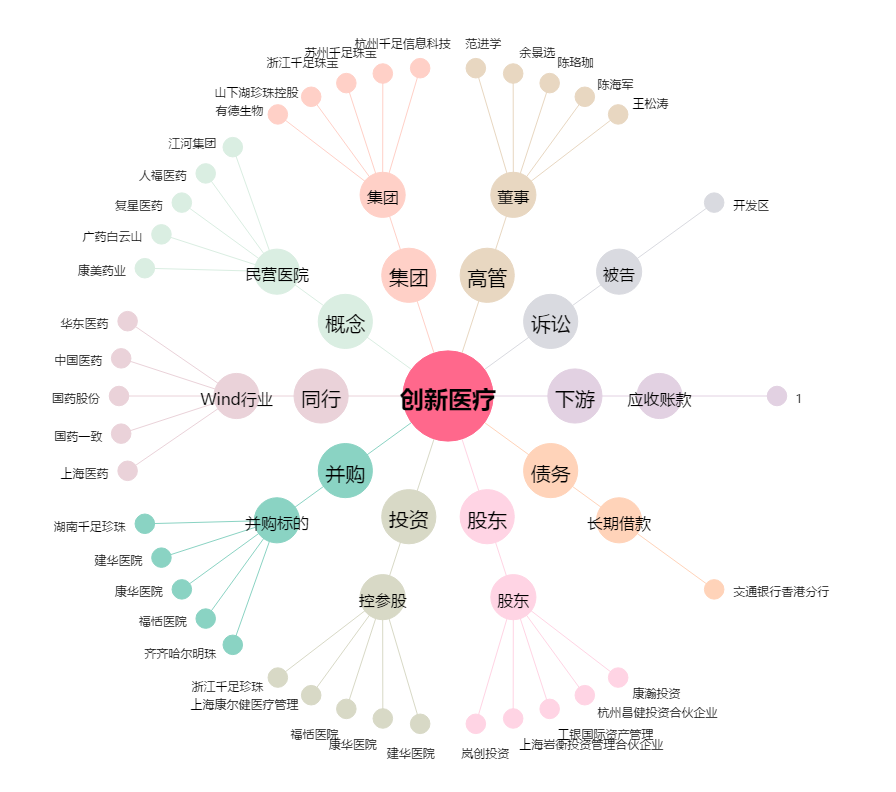 杭州千足信息科技
苏州千足珠宝
浙江千足珠宝
山下湖珍珠控股
有德生物
集团
集团
范进学
余景选
陈珞珈
陈海军
王松涛
董事
高管
江河集团
人福医药
复星医药
广药白云山
康美药业
民营医院
概念
开发区
被告
诉讼
华东医药
中国医药
国药股份
国药一致
上海医药
Wind行业
同行
创新医疗
下游
应收账款
1
并购
并购标的
湖南千足珍珠
建华医院
康华医院
福恬医院
齐齐哈尔明珠
债务
长期借款
交通银行香港分行
投资
控参股
浙江千足珍珠
上海康尔健医疗管理
福恬医院
康华医院
建华医院
股东
股东
康瀚投资
杭州昌健投资合伙企业
工银国际资产管理
上海岩衡投资管理合伙企业
岚创投资